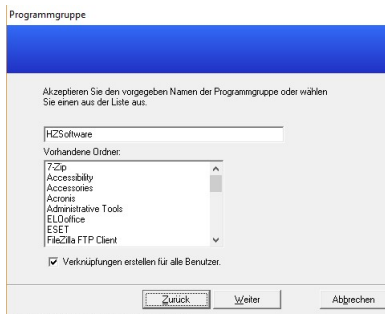 Programmgruppe
Akzeptieren Sie den vorgegeben Namen der Programmgruppe oder wählen
Sie einen aus der Liste aus.
HZSoftware
Vorhandene Ordner:
7-Zip
Accessibility
Accessories
Acronis
Administrative Tools
ELOoffice
ESET
FileZilla FTP Client
Verknüpfungen erstellen für alle Benutzer.
Zurück Weiter Abbrechen